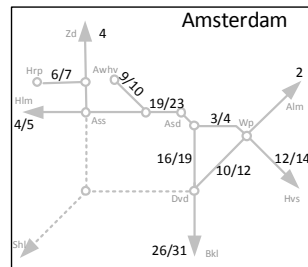 Amsterdam
Zd 4
Hrp 6/7 Awhv 9/10
2
Hlm 19/23 3/4 Wp Alm
4/5 Ass Asd
16/19 12/14
10/12 Hvs
Dvd
Shl 26/31 Bkl